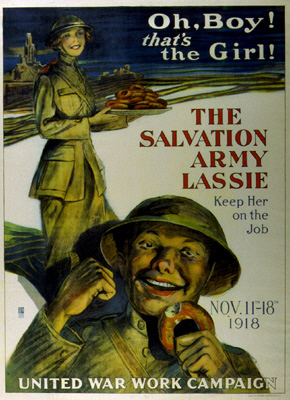 Oh, Boy!
that's
the Girl!
THE
SALVATION
ARMY
LASSIE
Keep Her
on the
Job
NOV. 11TH-18TH
1918
UNITED WAR WORK CAMPAIGN